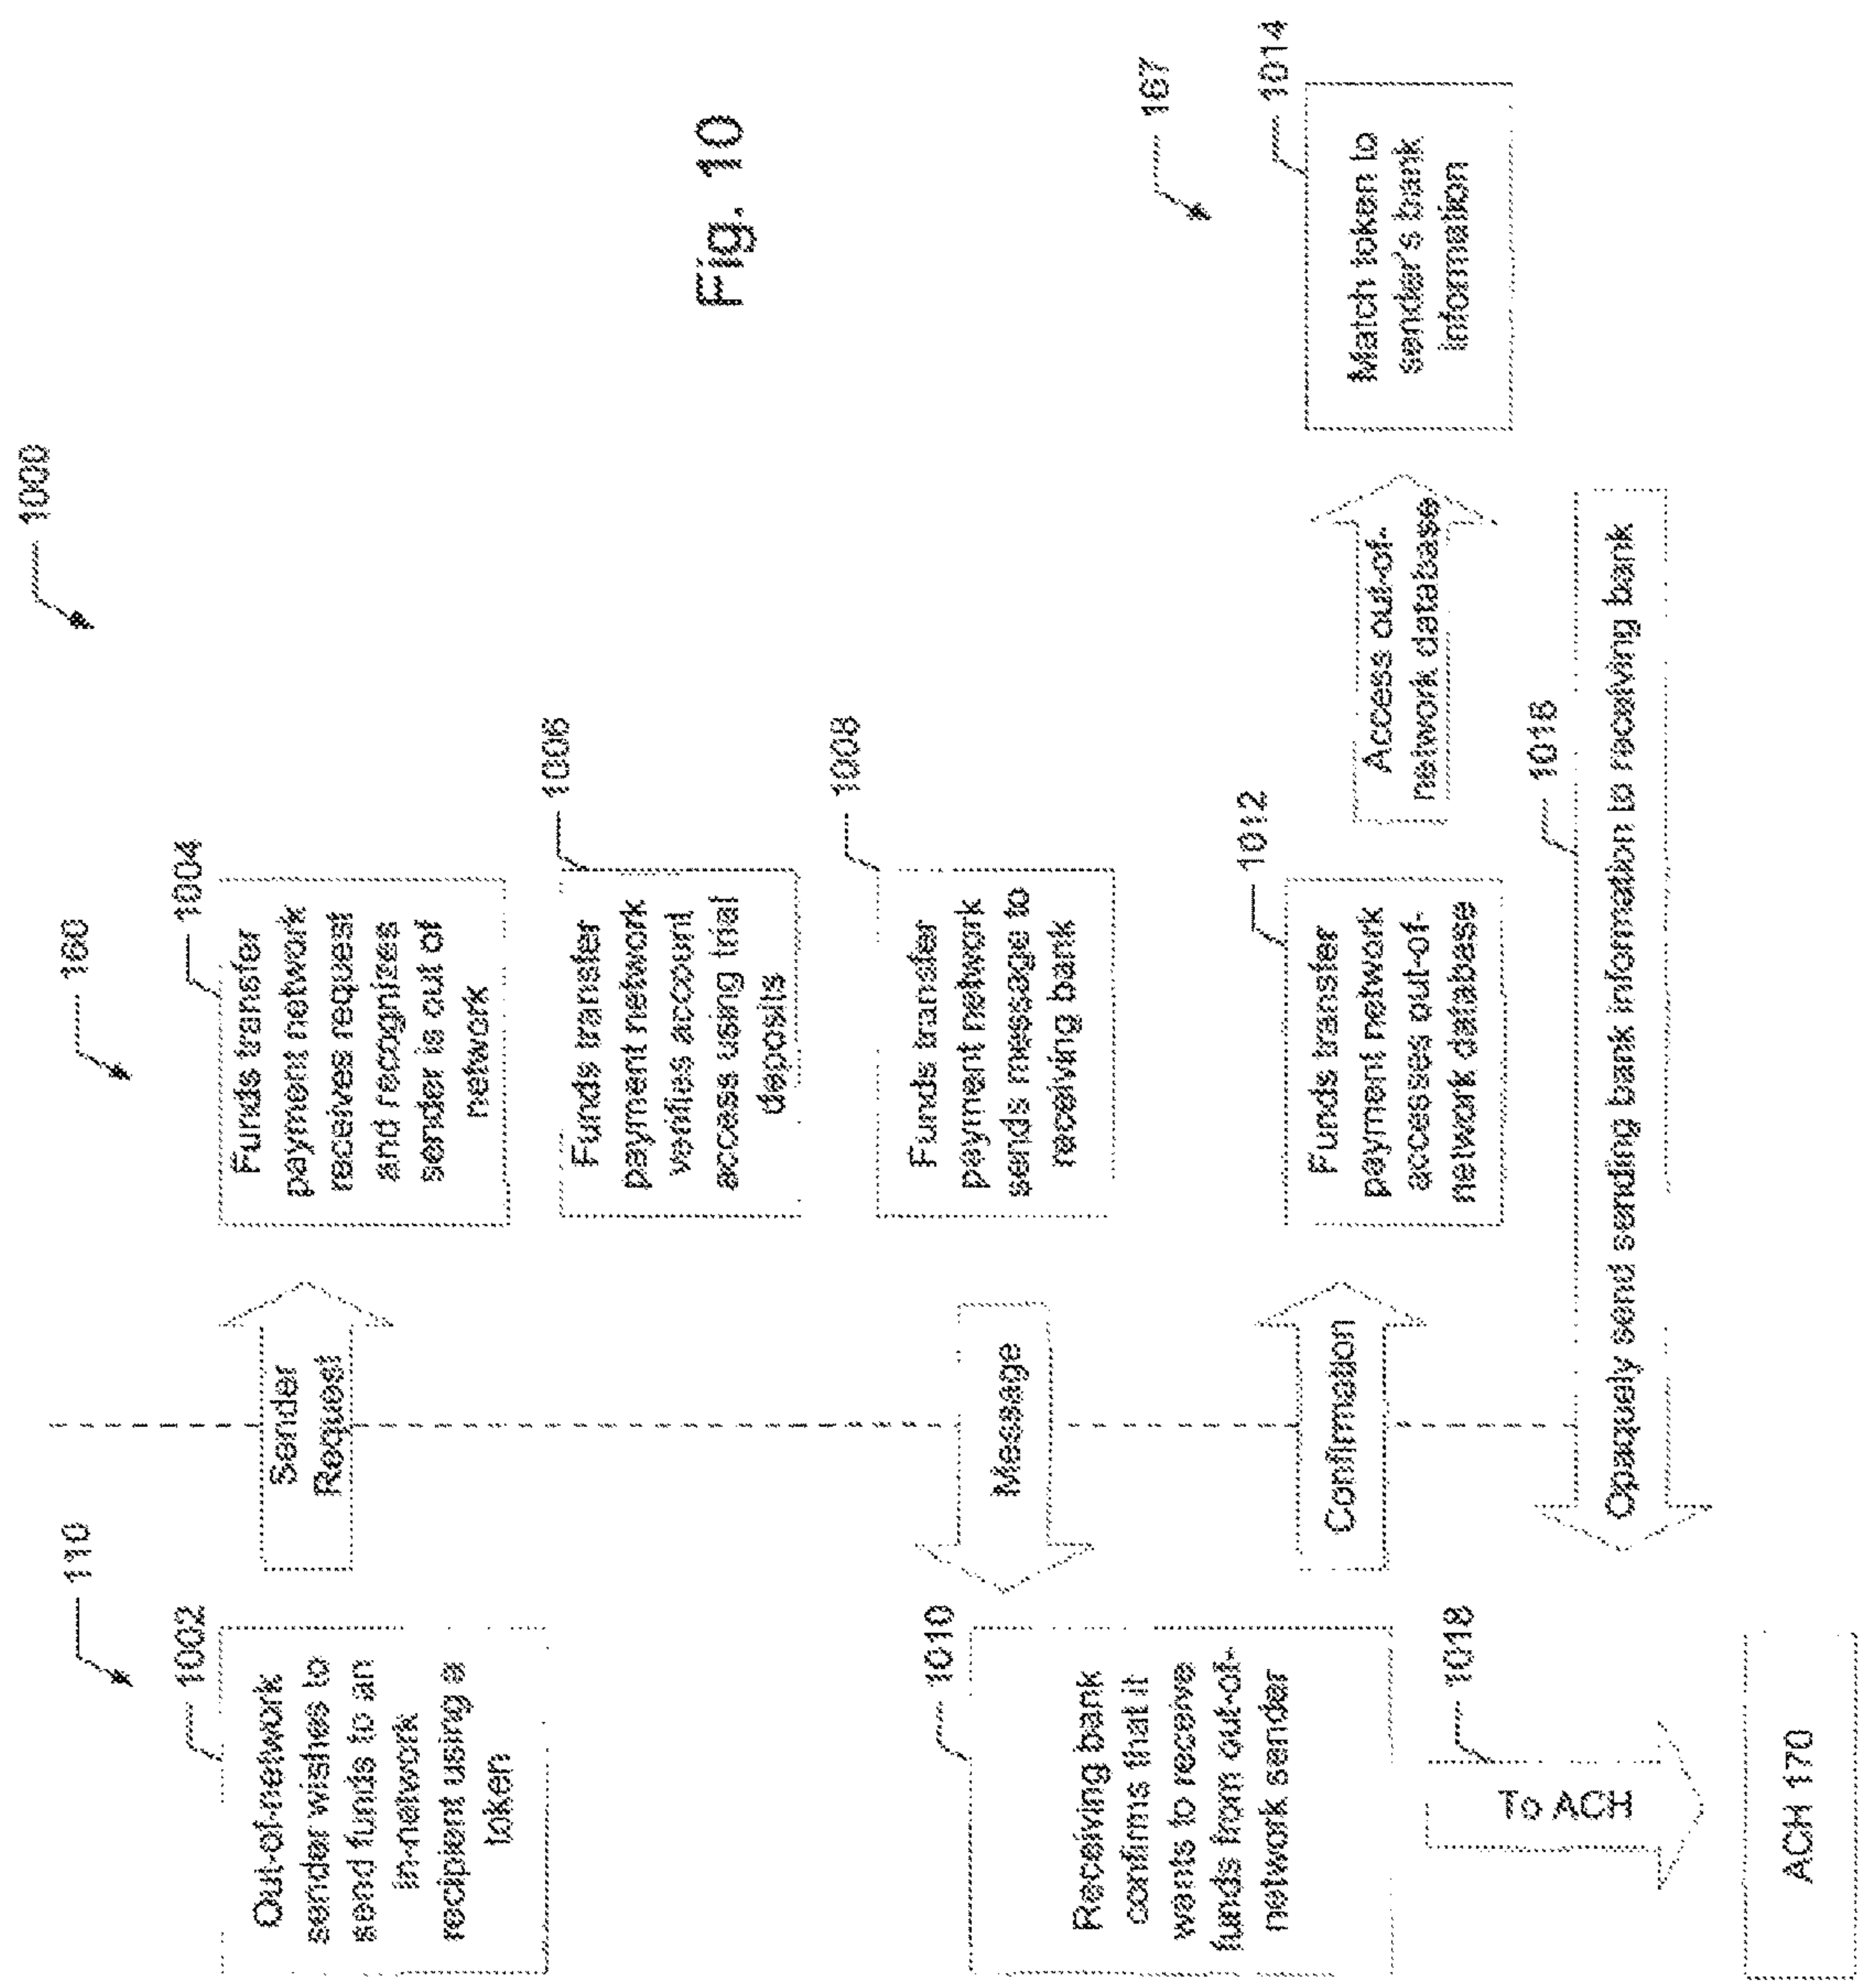 1000
110
160
1002
1004
Out-of-network
sender wishes to
send funds to an
in-network
recipient using a
token
Sender
Request
Funds transfer
payment network
receives request
and recognizes
sender is out of
network
1006
Funds transfer
payment network
verifies account
access using trial
deposits
Fig. 10
1008
Funds transfer
payment network
sends message to
receiving bank
Message
1010
Receiving bank
confirms that it
wants to receive
funds from out-of-
network sender
Confirmation
1012
Funds transfer
payment network
accesses out-of-
network database
Access out-of-
network database
167
1014
Match token to
sender's bank
information
1016
Opaquely send sending bank information to receiving bank
1018
To ACH
ACH 170